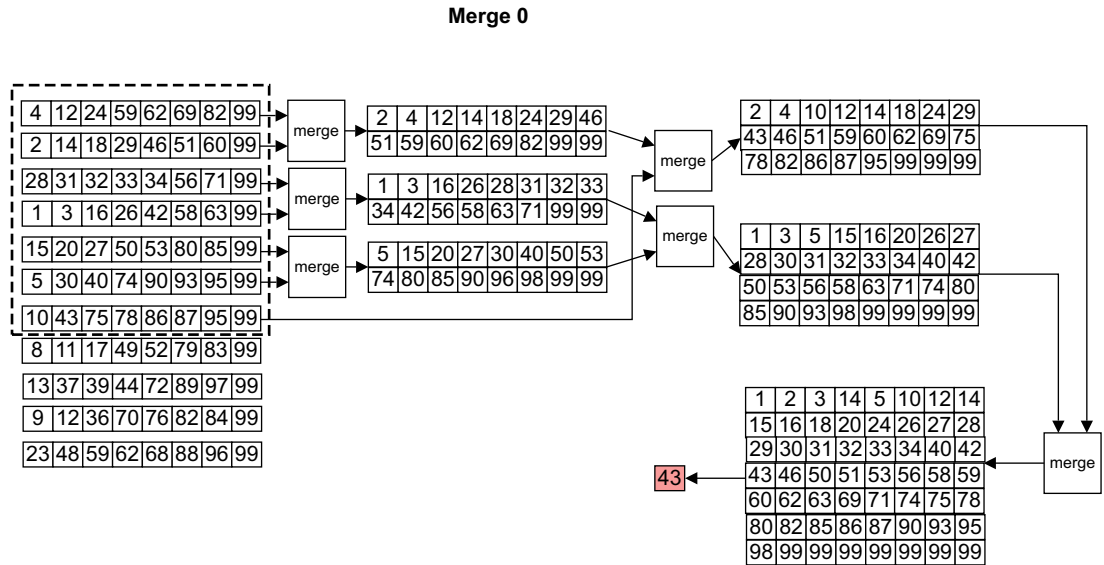 Merge 0
4 12 24 59 62 69 82 99
2 14 18 29 46 51 60 99
28 31 32 33 34 56 71 99
1 3 16 26 42 58 63 99
15 20 27 50 53 80 85 99
5 30 40 74 90 93 95 99
10 43 75 78 86 87 95 99
8 11 17 49 52 79 83 99
13 37 39 44 72 89 97 99
9 12 36 70 76 82 84 99
23 48 59 62 68 88 96 99
merge
merge
merge
2 4 12 14 18 24 29 46
51 59 60 62 69 82 99 99
1 3 16 26 28 31 32 33
34 42 56 58 63 71 99 99
5 15 20 27 30 40 50 53
74 80 85 90 96 98 99 99
merge
merge
2 4 10 12 14 18 24 29
43 46 51 59 60 62 69 75
78 82 86 87 95 99 99 99
1 3 5 15 16 20 26 27
28 30 31 32 33 34 40 42
50 53 56 58 63 71 74 80
85 90 93 98 99 99 99 99
merge
1 2 3 14 5 10 12 14
15 16 18 20 24 26 27 28
29 30 31 32 33 34 40 42
43 46 50 51 53 56 58 59
60 62 63 69 71 74 75 78
80 82 85 86 87 90 93 95
98 99 99 99 99 99 99 99
43